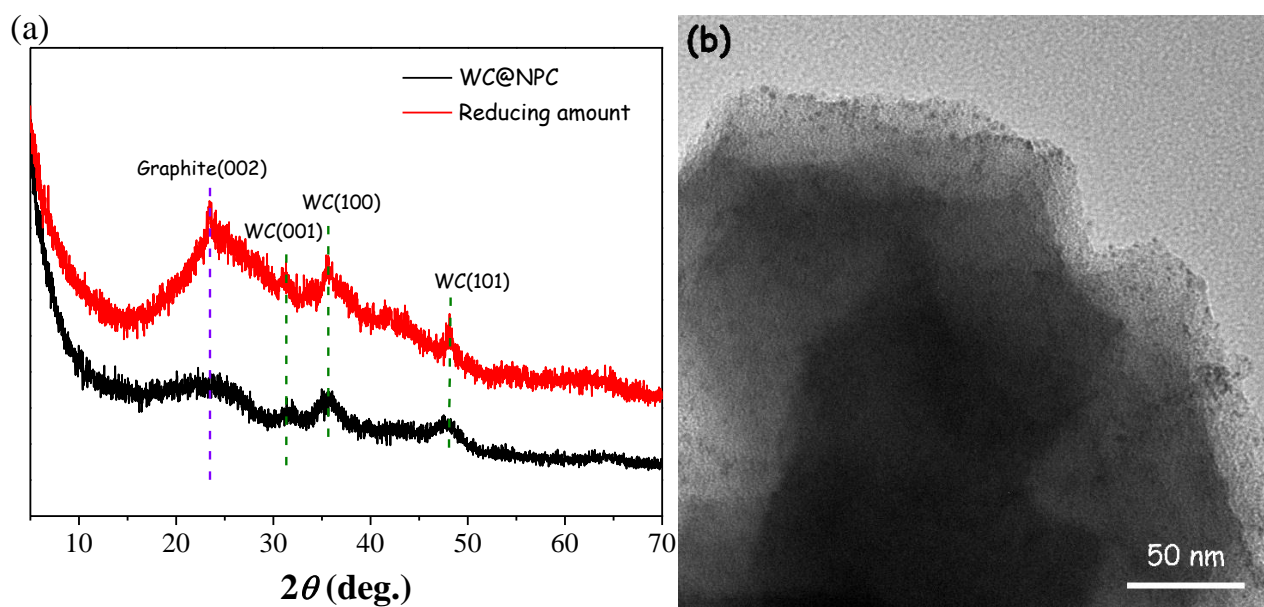 (a)
WC@NPC
Reducing amount
Graphite(002)
WC(001)
WC(100)
WC(101)
10 20 30 40 50 60 70
2θ (deg.)
(b)
50 nm